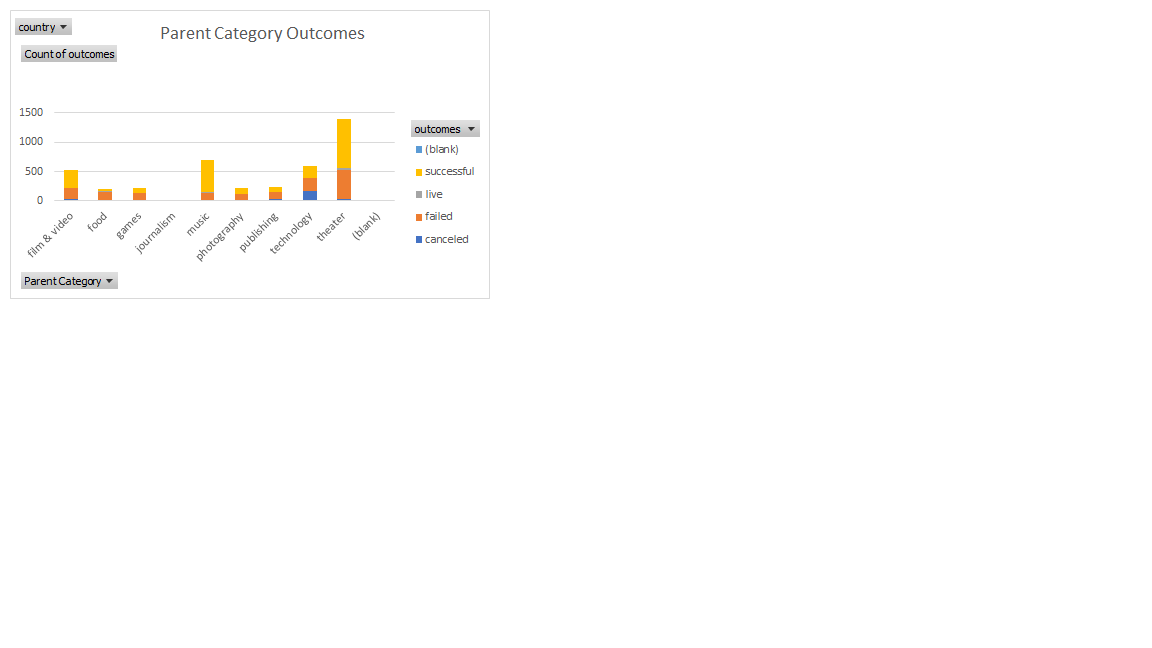 country
Parent Category Outcomes
Count of outcomes
1500
1000
500
0
film & video
food
games
journalism
music
photography
publishing
technology
theater
(blank)
outcomes
(blank)
successful
live
failed
canceled
Parent Category